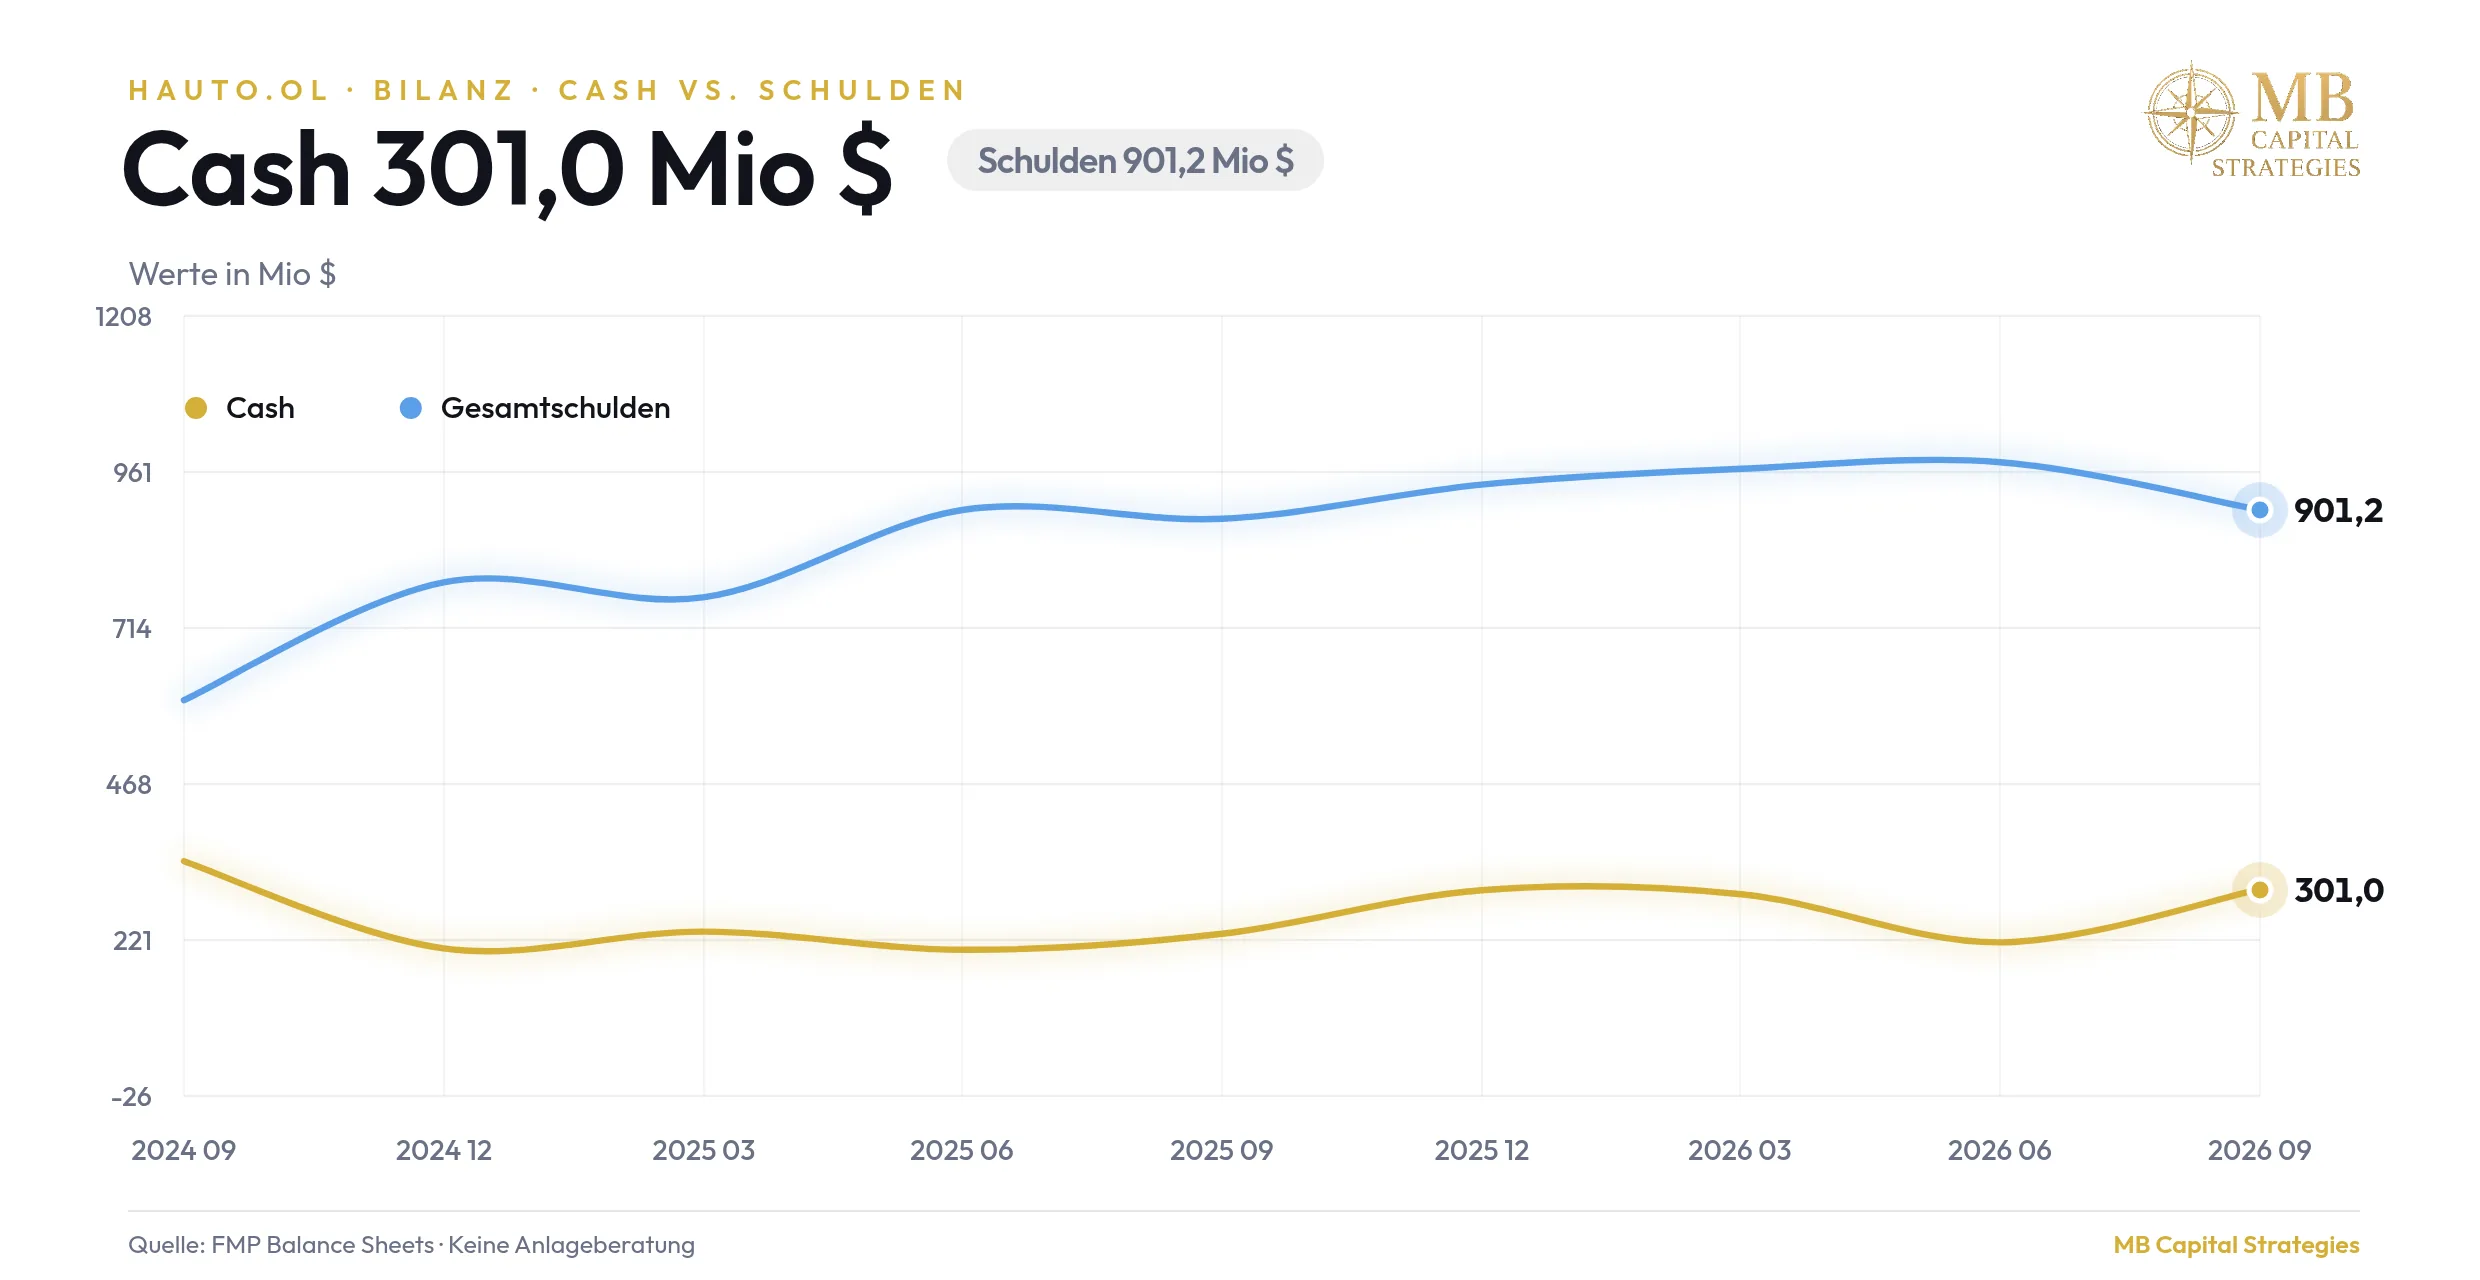 HAUTO.OL · BILANZ · CASH VS. SCHULDEN
Cash 301,0 Mio $
Schulden 901,2 Mio $
MB
CAPITAL
STRATEGIES
Werte in Mio $
1208
Cash
Gesamtschulden
961
901,2
714
468
301,0
221
-26
2024 09
2024 12
2025 03
2025 06
2025 09
2025 12
2026 03
2026 06
2026 09
Quelle: FMP Balance Sheets · Keine Anlageberatung
MB Capital Strategies